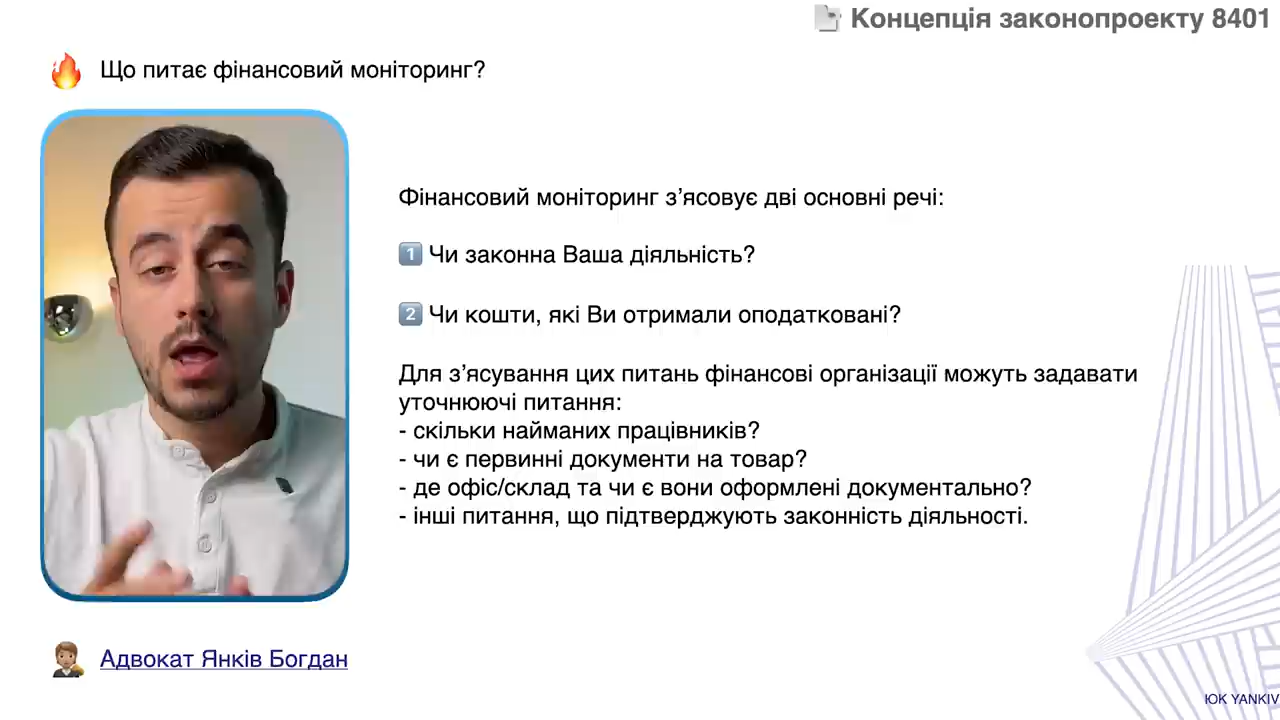 Концепція законопроекту 8401
Що питає фінансовий моніторинг?
Фінансовий моніторинг з’ясовує дві основні речі:
1 Чи законна Ваша діяльність?
2 Чи кошти, які Ви отримали оподатковані?
Для з’ясування цих питань фінансові організації можуть задавати
уточнюючі питання:
- скільки найманих працівників?
- чи є первинні документи на товар?
- де офіс/склад та чи є вони оформлені документально?
- інші питання, що підтверджують законність діяльності.
Адвокат Янків Богдан
ЮК YANKIV